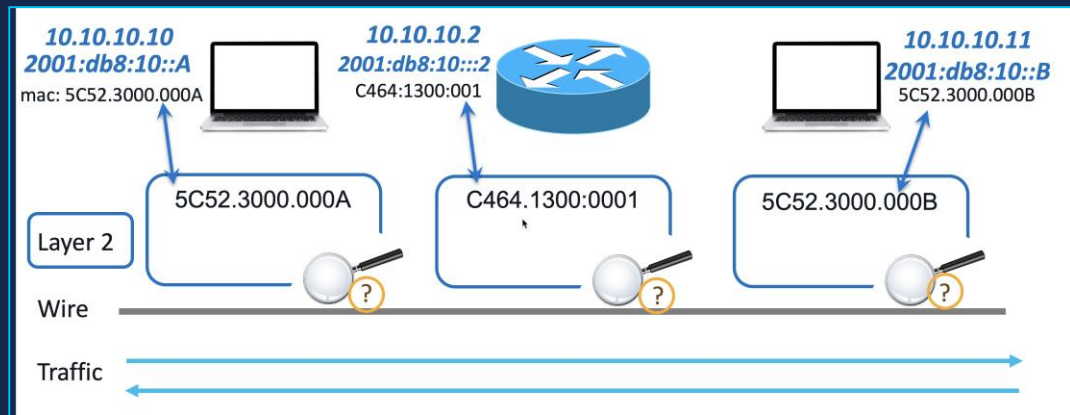 10.10.10.10
2001:db8:10::A
mac: 5C52.3000.000A
10.10.10.2
2001:db8:10:::2
C464:1300:001
10.10.10.11
2001:db8:10::B
5C52.3000.000B
5C52.3000.000A
C464.1300:0001
5C52.3000.000B
Layer 2
?
?
?
Wire
Traffic